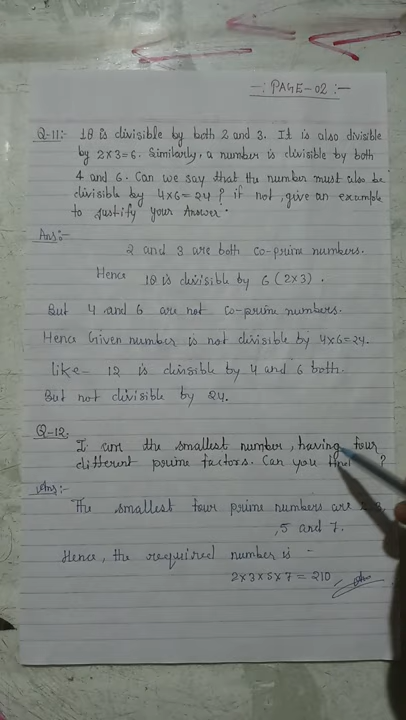 -: PAGE-02 :-
Q-11:- 18 is divisible by both 2 and 3. It is also divisible
by 2×3=6. Similarly, a number is divisible by both
4 and 6. Can we say that the number must also be
divisible by 4×6=24? if not, give an example
to justify your Answer.
Ans:-
2 and 3 are both co-prime numbers.
Hence 18 is divisible by 6 (2×3).
But 4 and 6 are not co-prime numbers.
Hence Given number is not divisible by 4×6=24.
Like- 12 is divisible by 4 and 6 both.
But not divisible by 24.
Q-12.
I am the smallest number, having four
different prime factors. Can you find ?
Ans:-
The smallest four prime numbers are 3
,5 and 7.
Hence, the required number is -
2×3×5×7 = 210